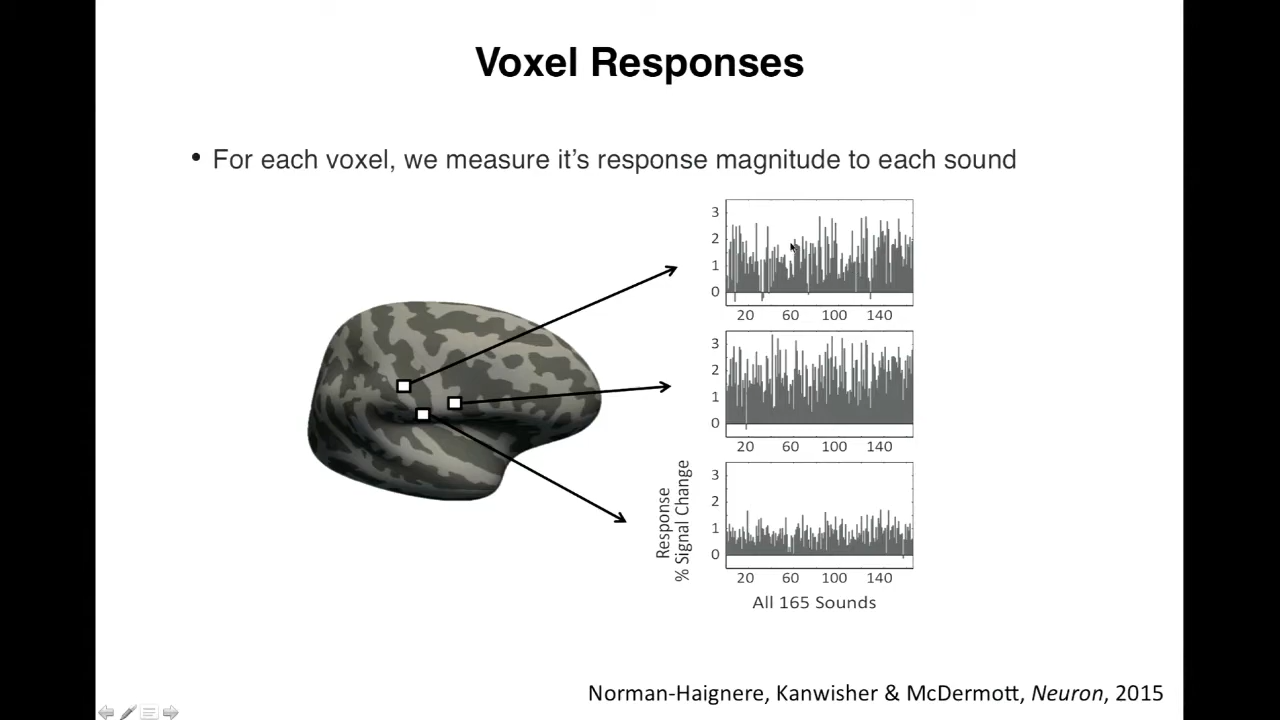 Voxel Responses
• For each voxel, we measure it's response magnitude to each sound
3
2
1
0
20 60 100 140
3
2
1
0
20 60 100 140
Response
% Signal Change
3
2
1
0
20 60 100 140
All 165 Sounds
Norman-Haignere, Kanwisher & McDermott, Neuron, 2015